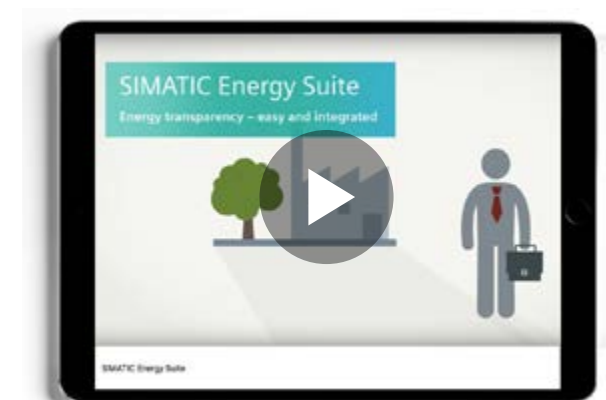 SIMATIC Energy Suite
Energy transparency – easy and integrated
SIMATIC Energy Suite